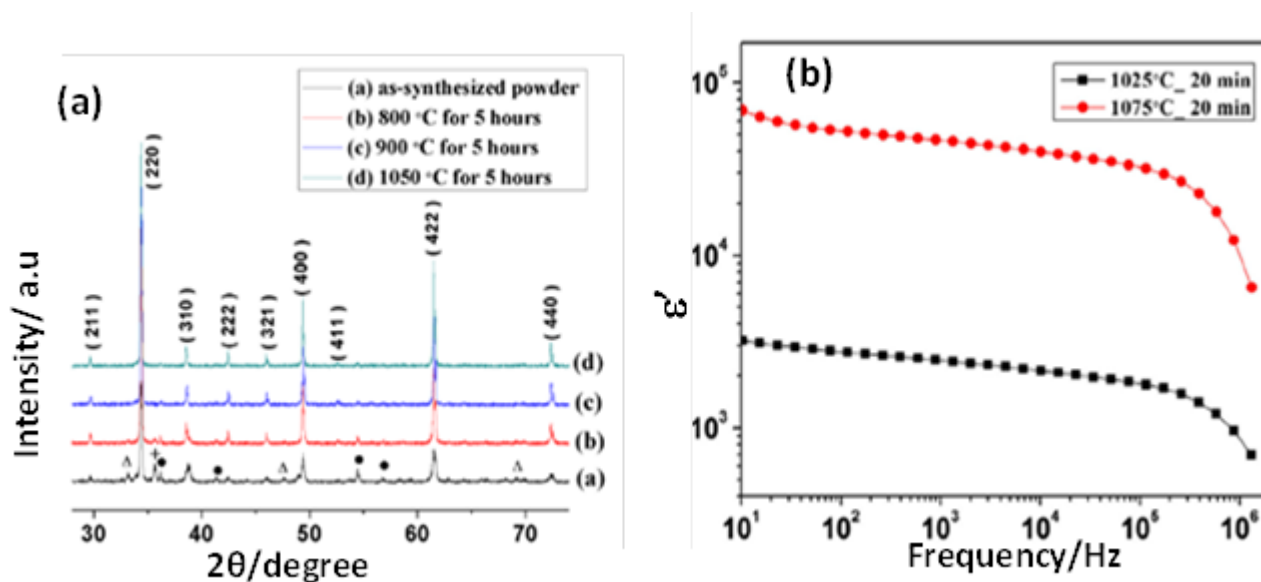 (a)
(a) as-synthesized powder
(b) 800 °C for 5 hours
(c) 900 °C for 5 hours
(d) 1050 °C for 5 hours
( 211 )
( 220 )
( 310 )
( 222 )
( 321 )
( 400 )
( 411 )
( 422 )
( 440 )
(d)
(c)
(b)
(a)
Intensity/ a.u
30 40 50 60 70
2θ/degree
(b)
1025°C_ 20 min
1075°C_ 20 min
10⁵
10⁴
10³
ε'
10¹ 10² 10³ 10⁴ 10⁵ 10⁶
Frequency/Hz